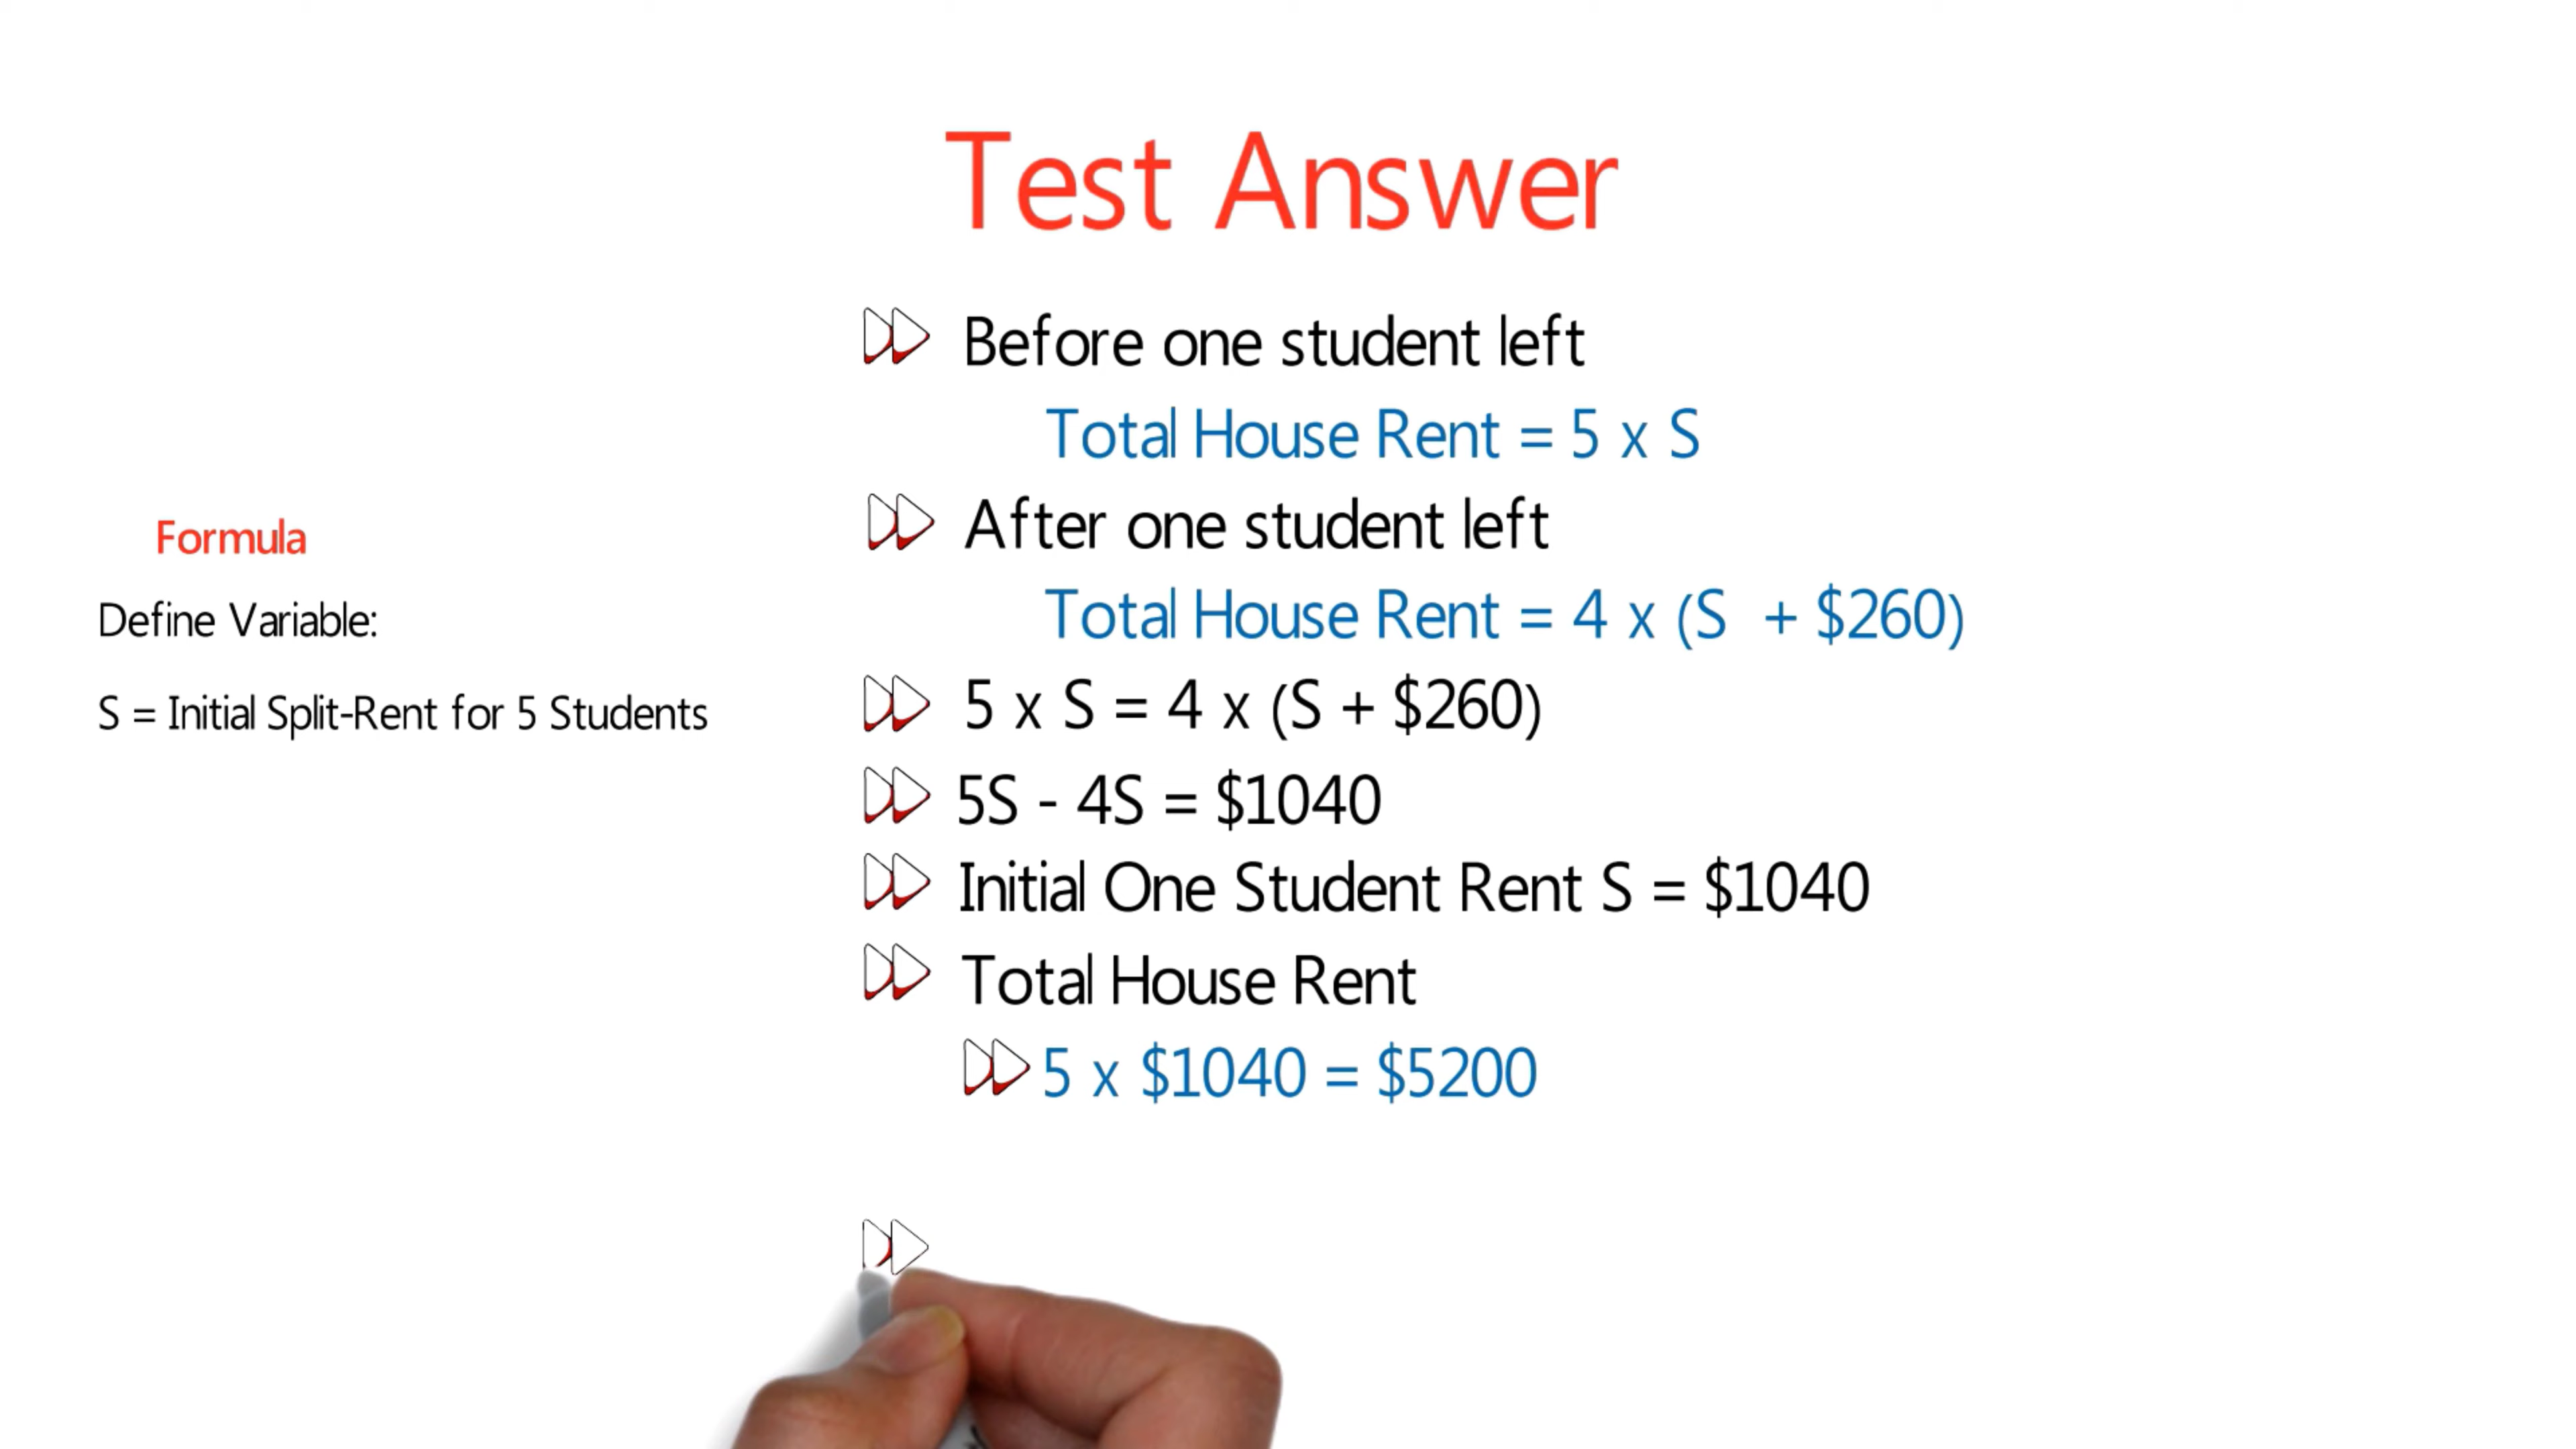 Test Answer
Before one student left
Total House Rent = 5 x S
After one student left
Total House Rent = 4 x (S + $260)
5 x S = 4 x (S + $260)
5S - 4S = $1040
Initial One Student Rent S = $1040
Total House Rent
5 x $1040 = $5200
Formula
Define Variable:
S = Initial Split-Rent for 5 Students